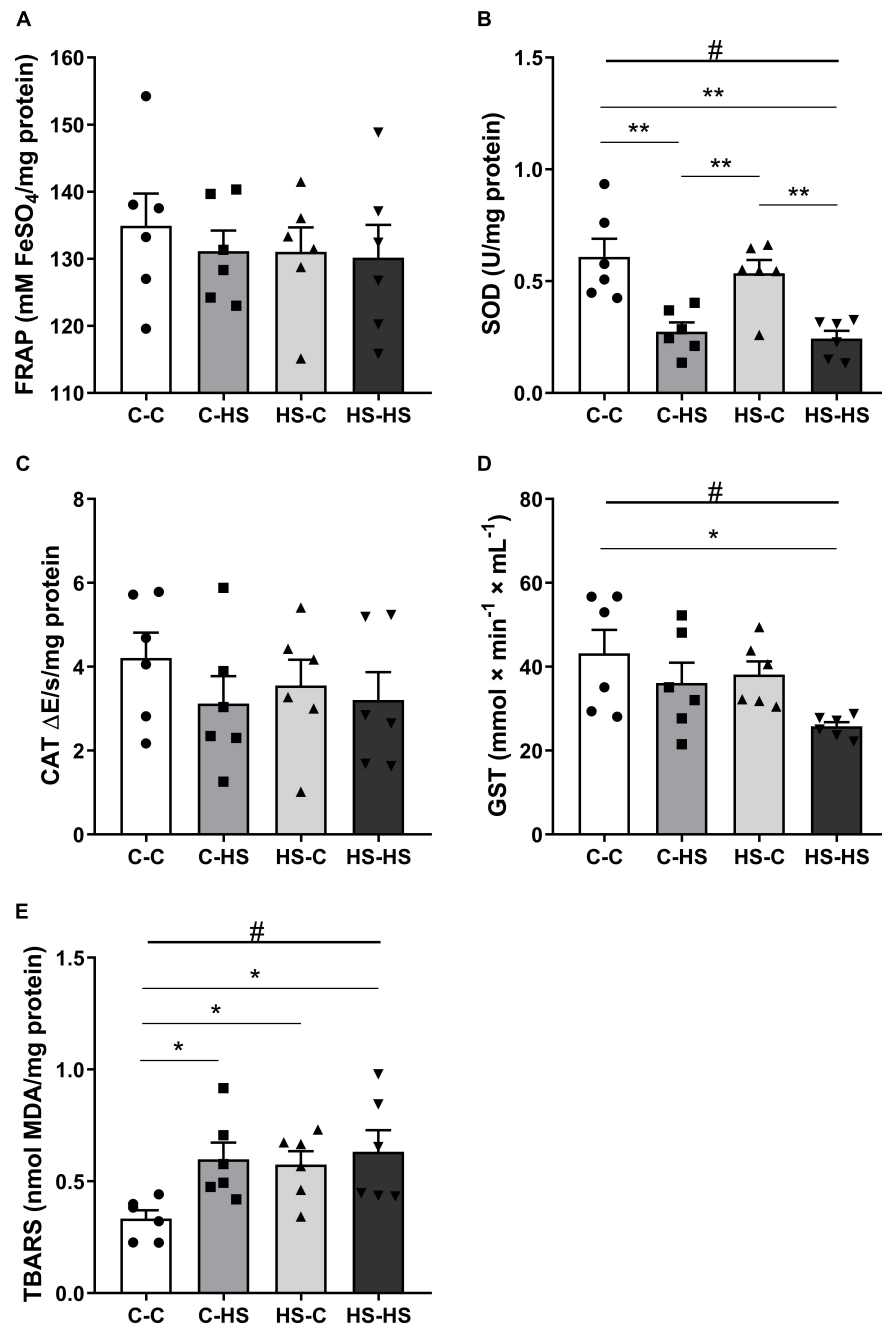 A
FRAP (mM FeSO₄/mg protein)
160
150
140
130
120
110
C-C C-HS HS-C HS-HS
B
SOD (U/mg protein)
1.5
1.0
0.5
0.0
#
**
**
**
**
C-C C-HS HS-C HS-HS
C
CAT ΔE/s/mg protein
8
6
4
2
0
C-C C-HS HS-C HS-HS
D
GST (mmol × min⁻¹ × mL⁻¹)
80
60
40
20
0
#
*
C-C C-HS HS-C HS-HS
E
TBARS (nmol MDA/mg protein)
1.5
1.0
0.5
0.0
#
*
*
*
C-C C-HS HS-C HS-HS